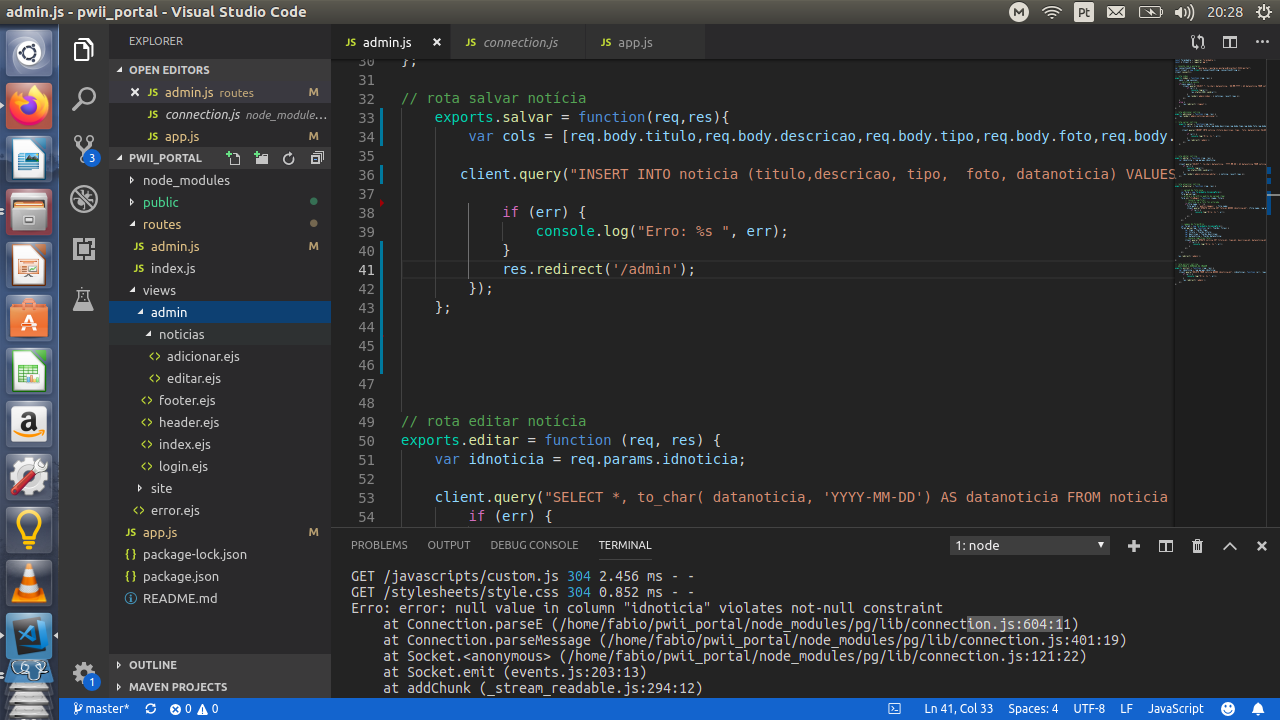 admin.js - pwii_portal - Visual Studio Code
M
Pt
20:28
EXPLORER
OPEN EDITORS
JS admin.js routes M
JS connection.js node_module...
JS app.js M
PWII_PORTAL
node_modules
public
routes
JS admin.js M
JS index.js
views
admin
noticias
<> adicionar.ejs
<> editar.ejs
<> footer.ejs
<> header.ejs
<> index.ejs
<> login.ejs
site
<> error.ejs
JS app.js M
{} package-lock.json
{} package.json
README.md
OUTLINE
MAVEN PROJECTS
3
1
JS admin.js
JS connection.js
JS app.js
30 };
31
32 // rota salvar notícia
33 exports.salvar = function(req,res){
34 var cols = [req.body.titulo,req.body.descricao,req.body.tipo,req.body.foto,req.body.
35
36 client.query("INSERT INTO noticia (titulo,descricao, tipo,  foto, datanoticia) VALUES
37
38 if (err) {
39 console.log("Erro: %s ", err);
40 }
41 res.redirect('/admin');
42 });
43 };
44
45
46
47
48
49 // rota editar notícia
50 exports.editar = function (req, res) {
51 var idnoticia = req.params.idnoticia;
52
53 client.query("SELECT *, to_char( datanoticia, 'YYYY-MM-DD') AS datanoticia FROM noticia
54 if (err) {
PROBLEMS OUTPUT DEBUG CONSOLE TERMINAL
1: node
GET /javascripts/custom.js 304 2.456 ms - -
GET /stylesheets/style.css 304 0.852 ms - -
Erro: error: null value in column "idnoticia" violates not-null constraint
at Connection.parseE (/home/fabio/pwii_portal/node_modules/pg/lib/connection.js:604:11)
at Connection.parseMessage (/home/fabio/pwii_portal/node_modules/pg/lib/connection.js:401:19)
at Socket.<anonymous> (/home/fabio/pwii_portal/node_modules/pg/lib/connection.js:121:22)
at Socket.emit (events.js:203:13)
at addChunk (_stream_readable.js:294:12)
master* 0 0 Ln 41, Col 33 Spaces: 4 UTF-8 LF JavaScript